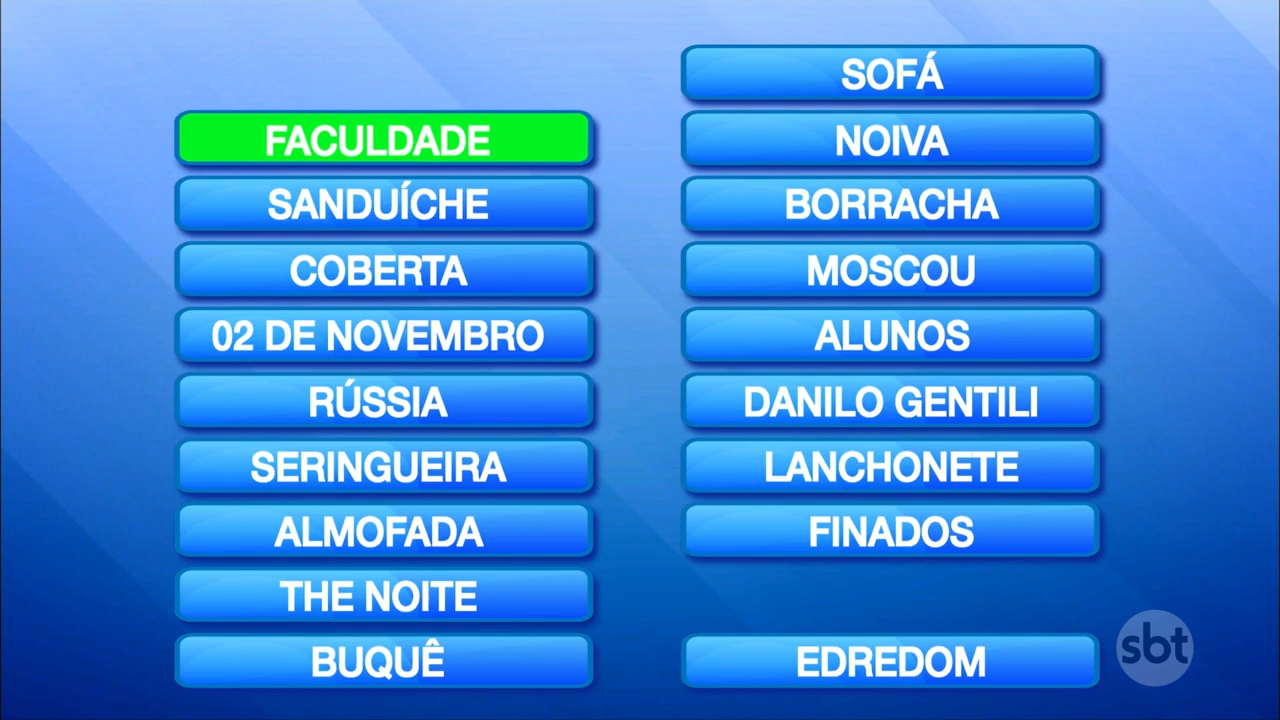 FACULDADE
SANDUÍCHE
COBERTA
02 DE NOVEMBRO
RÚSSIA
SERINGUEIRA
ALMOFADA
THE NOITE
BUQUÊ
SOFÁ
NOIVA
BORRACHA
MOSCOU
ALUNOS
DANILO GENTILI
LANCHONETE
FINADOS
EDREDOM
sbt